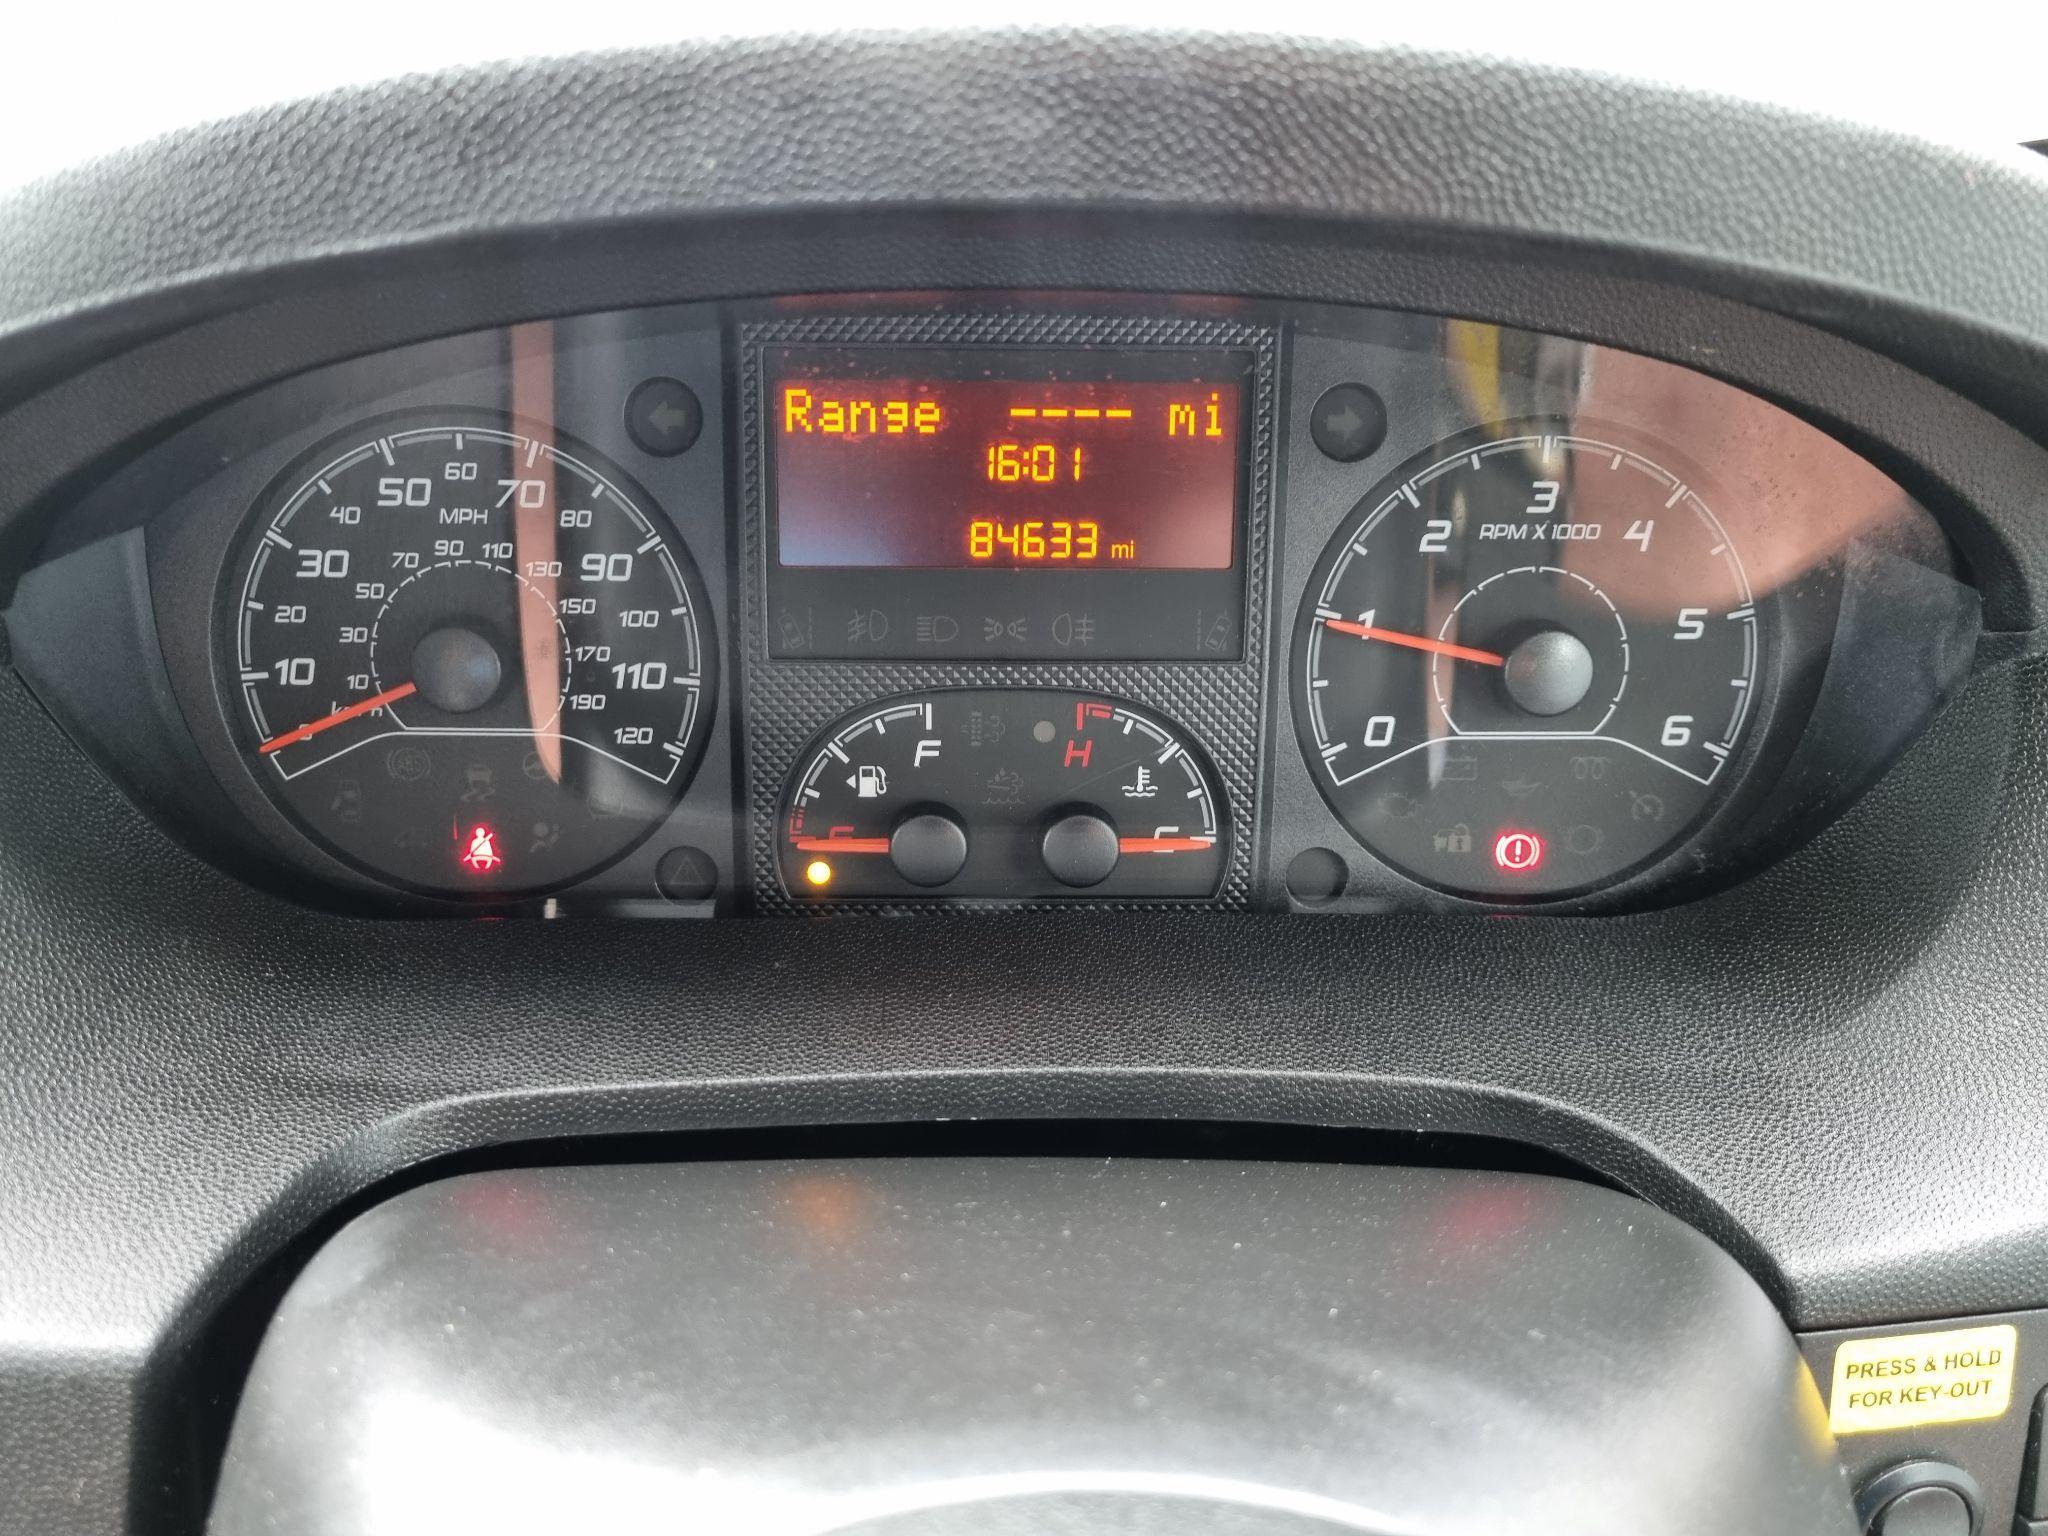 Range ---- mi
16:01
84633 mi
MPH
0 10 20 30 40 50 60 70 80 90 100 110 120
10 30 50 70 90 110 130 150 170 190
F
H
RPM X 1000
0 1 2 3 4 5 6
PRESS & HOLD
FOR KEY-OUT